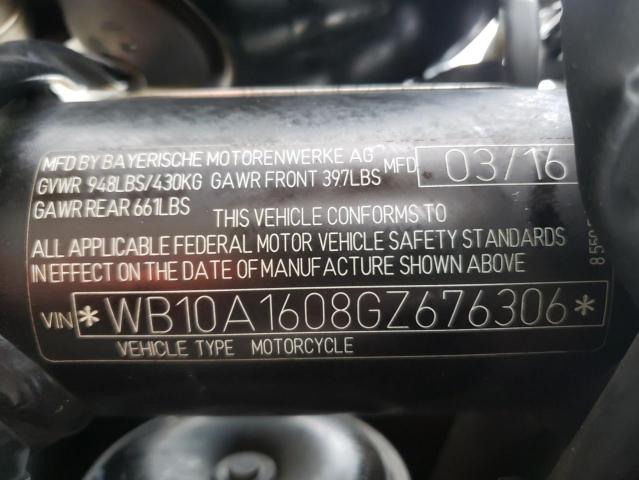 MFD BY BAYERISCHE MOTORENWERKE AG MFD 03/16
GVWR 948LBS/430KG GAWR FRONT 397LBS
GAWR REAR 661LBS
THIS VEHICLE CONFORMS TO
ALL APPLICABLE FEDERAL MOTOR VEHICLE SAFETY STANDARDS
IN EFFECT ON THE DATE OF MANUFACTURE SHOWN ABOVE
VIN *WB10A1608GZ676306*
VEHICLE TYPE MOTORCYCLE